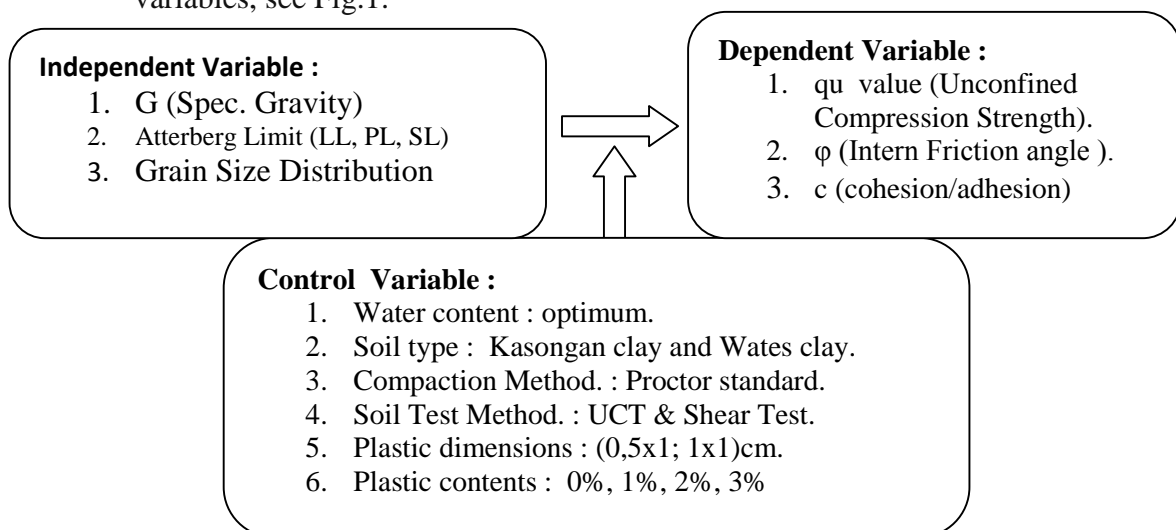 variables, see Fig.1.
Independent Variable :
1. G (Spec. Gravity)
2. Atterberg Limit (LL, PL, SL)
3. Grain Size Distribution
Dependent Variable :
1. qu value (Unconfined
Compression Strength).
2. φ (Intern Friction angle ).
3. c (cohesion/adhesion)
Control Variable :
1. Water content : optimum.
2. Soil type : Kasongan clay and Wates clay.
3. Compaction Method. : Proctor standard.
4. Soil Test Method. : UCT & Shear Test.
5. Plastic dimensions : (0,5x1; 1x1)cm.
6. Plastic contents : 0%, 1%, 2%, 3%